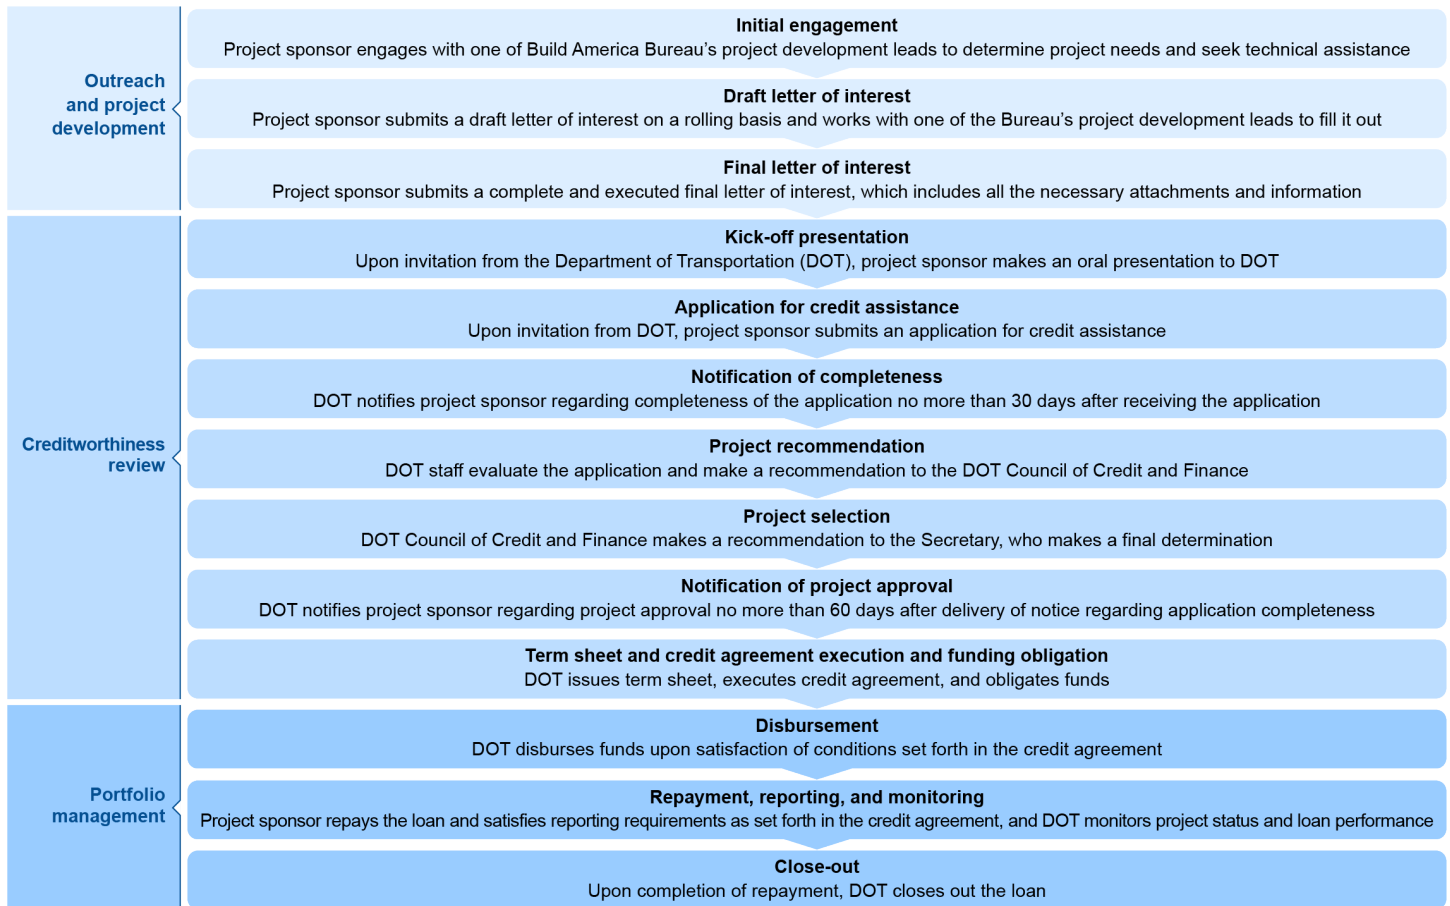 Outreach
and project
development
Initial engagement
Project sponsor engages with one of Build America Bureau's project development leads to determine project needs and seek technical assistance
Draft letter of interest
Project sponsor submits a draft letter of interest on a rolling basis and works with one of the Bureau's project development leads to fill it out
Final letter of interest
Project sponsor submits a complete and executed final letter of interest, which includes all the necessary attachments and information
Creditworthiness
review
Kick-off presentation
Upon invitation from the Department of Transportation (DOT), project sponsor makes an oral presentation to DOT
Application for credit assistance
Upon invitation from DOT, project sponsor submits an application for credit assistance
Notification of completeness
DOT notifies project sponsor regarding completeness of the application no more than 30 days after receiving the application
Project recommendation
DOT staff evaluate the application and make a recommendation to the DOT Council of Credit and Finance
Project selection
DOT Council of Credit and Finance makes a recommendation to the Secretary, who makes a final determination
Notification of project approval
DOT notifies project sponsor regarding project approval no more than 60 days after delivery of notice regarding application completeness
Term sheet and credit agreement execution and funding obligation
DOT issues term sheet, executes credit agreement, and obligates funds
Portfolio
management
Disbursement
DOT disburses funds upon satisfaction of conditions set forth in the credit agreement
Repayment, reporting, and monitoring
Project sponsor repays the loan and satisfies reporting requirements as set forth in the credit agreement, and DOT monitors project status and loan performance
Close-out
Upon completion of repayment, DOT closes out the loan